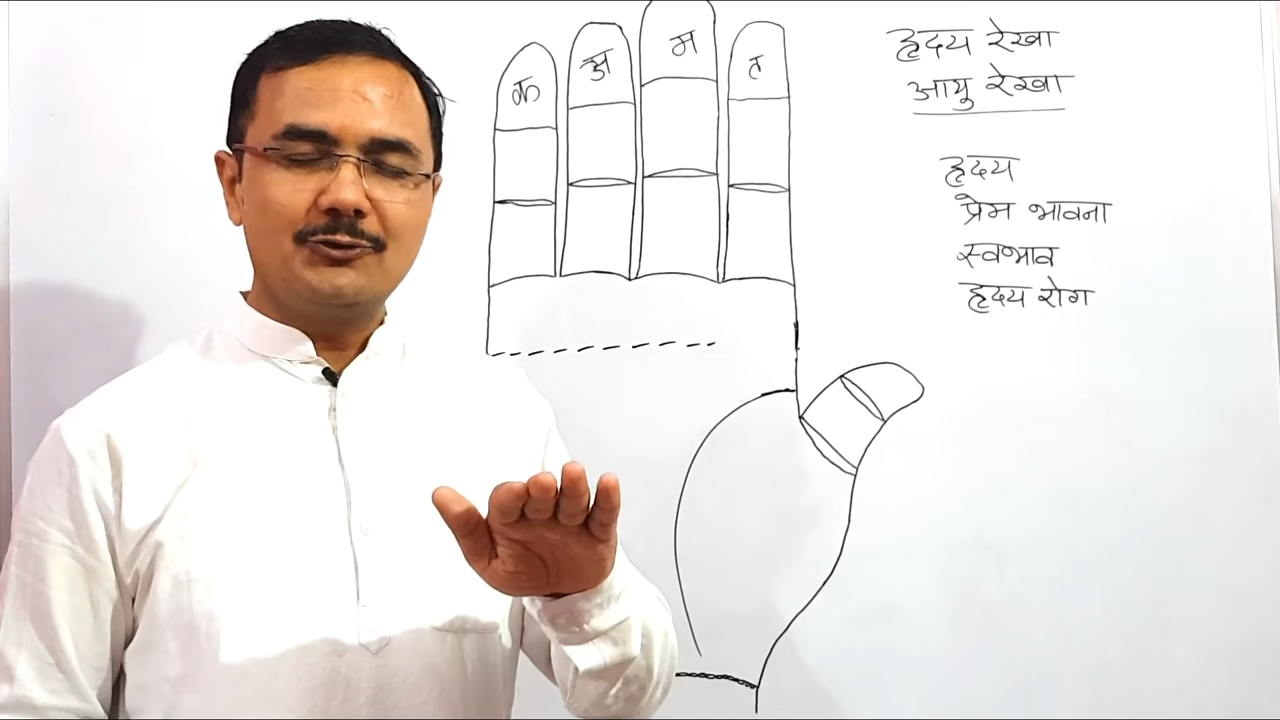 क
अ
म
त
हृदय रेखा
आयु रेखा
हृदय
प्रेम भावना
स्वभाव
हृदय रोग